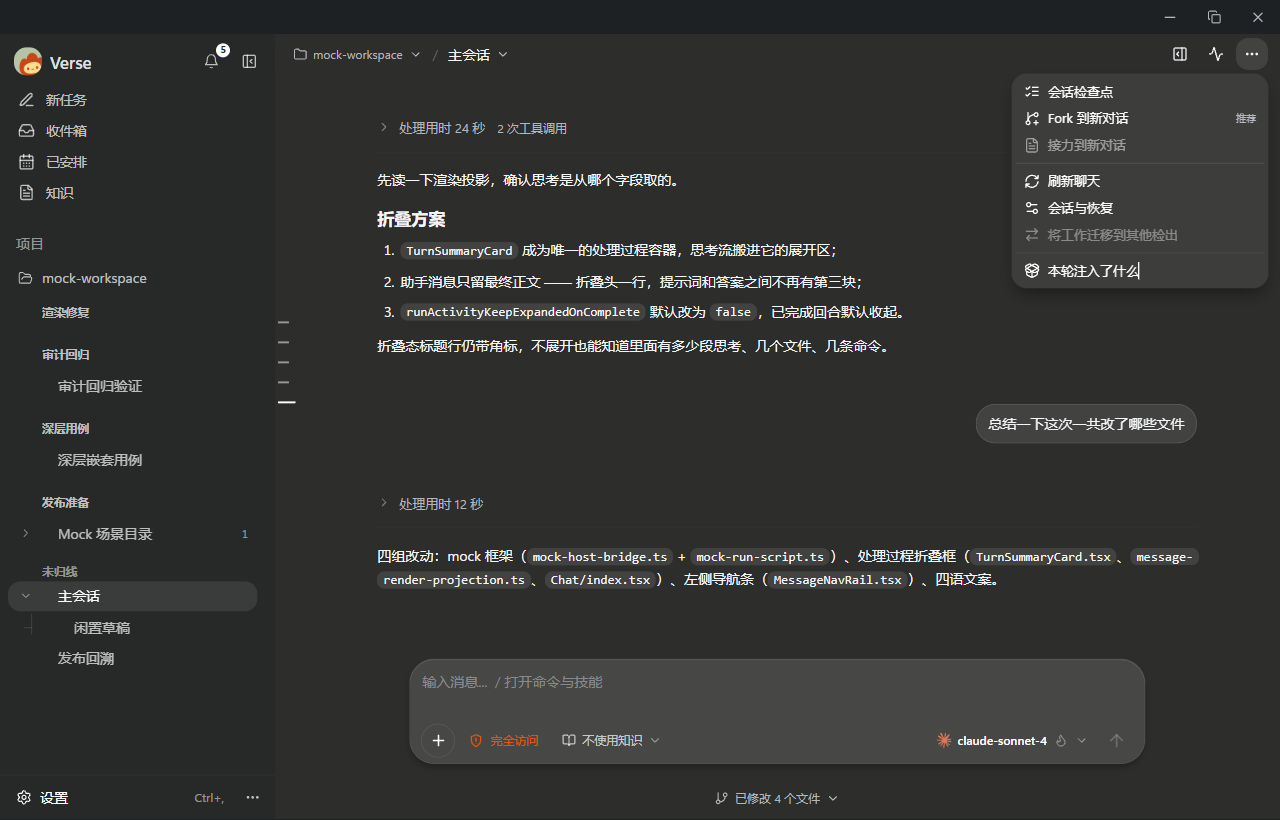 Verse
5
新任务
收件箱
已安排
知识
项目
mock-workspace
渲染修复
审计回归
审计回归验证
深层用例
深层嵌套用例
发布准备
Mock 场景目录 1
未归线
主会话
闲置草稿
发布回溯
设置 Ctrl+,
mock-workspace / 主会话
处理用时 24 秒 2 次工具调用
先读一下渲染投影，确认思考是从哪个字段取的。
折叠方案
1. TurnSummaryCard 成为唯一的处理过程容器，思考流搬进它的展开区；
2. 助手消息只留最终正文 —— 折叠头一行，提示词和答案之间不再有第三块；
3. runActivityKeepExpandedOnComplete 默认改为 false，已完成回合默认收起。
折叠态标题行仍带角标，不展开也能知道里面有多少段思考、几个文件、几条命令。
总结一下这次一共改了哪些文件
处理用时 12 秒
四组改动：mock 框架（mock-host-bridge.ts + mock-run-script.ts）、处理过程折叠框（TurnSummaryCard.tsx、message-
render-projection.ts、Chat/index.tsx）、左侧导航条（MessageNavRail.tsx）、四语文案。
输入消息... / 打开命令与技能
完全访问 不使用知识 claude-sonnet-4
已修改 4 个文件
会话检查点
Fork 到新对话 推荐
接力到新对话
刷新聊天
会话与恢复
将工作迁移到其他检出
本轮注入了什么